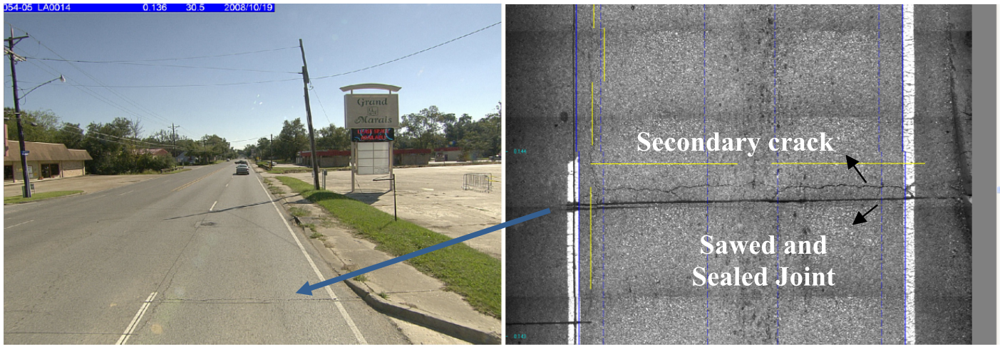 054-05 LA0014 0.136 30.5 2008/10/19
Grand
Marais
Secondary crack
0.144
Sawed and
Sealed Joint
0.143